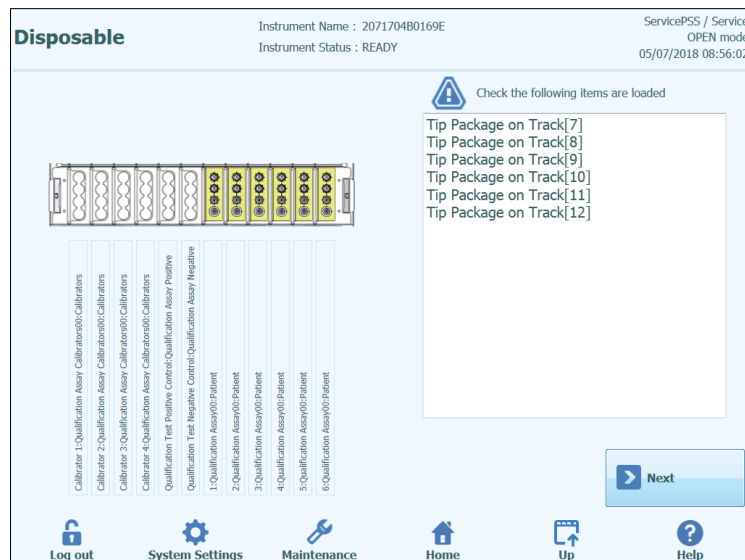 Disposable
Instrument Name : 2071704B0169E
Instrument Status : READY
ServicePSS / Service
OPEN mode
05/07/2018 08:56:02
Check the following items are loaded
Tip Package on Track[7]
Tip Package on Track[8]
Tip Package on Track[9]
Tip Package on Track[10]
Tip Package on Track[11]
Tip Package on Track[12]
Calibrator 1:Qualification Assay Calibrators00:Calibrators
Calibrator 2:Qualification Assay Calibrators00:Calibrators
Calibrator 3:Qualification Assay Calibrators00:Calibrators
Calibrator 4:Qualification Assay Calibrators00:Calibrators
Qualification Test Positive Control:Qualification Assay Positive
Qualification Test Negative Control:Qualification Assay Negative
1:Qualification Assay00:Patient
2:Qualification Assay00:Patient
3:Qualification Assay00:Patient
4:Qualification Assay00:Patient
5:Qualification Assay00:Patient
6:Qualification Assay00:Patient
Next
Log out
System Settings
Maintenance
Home
Up
Help